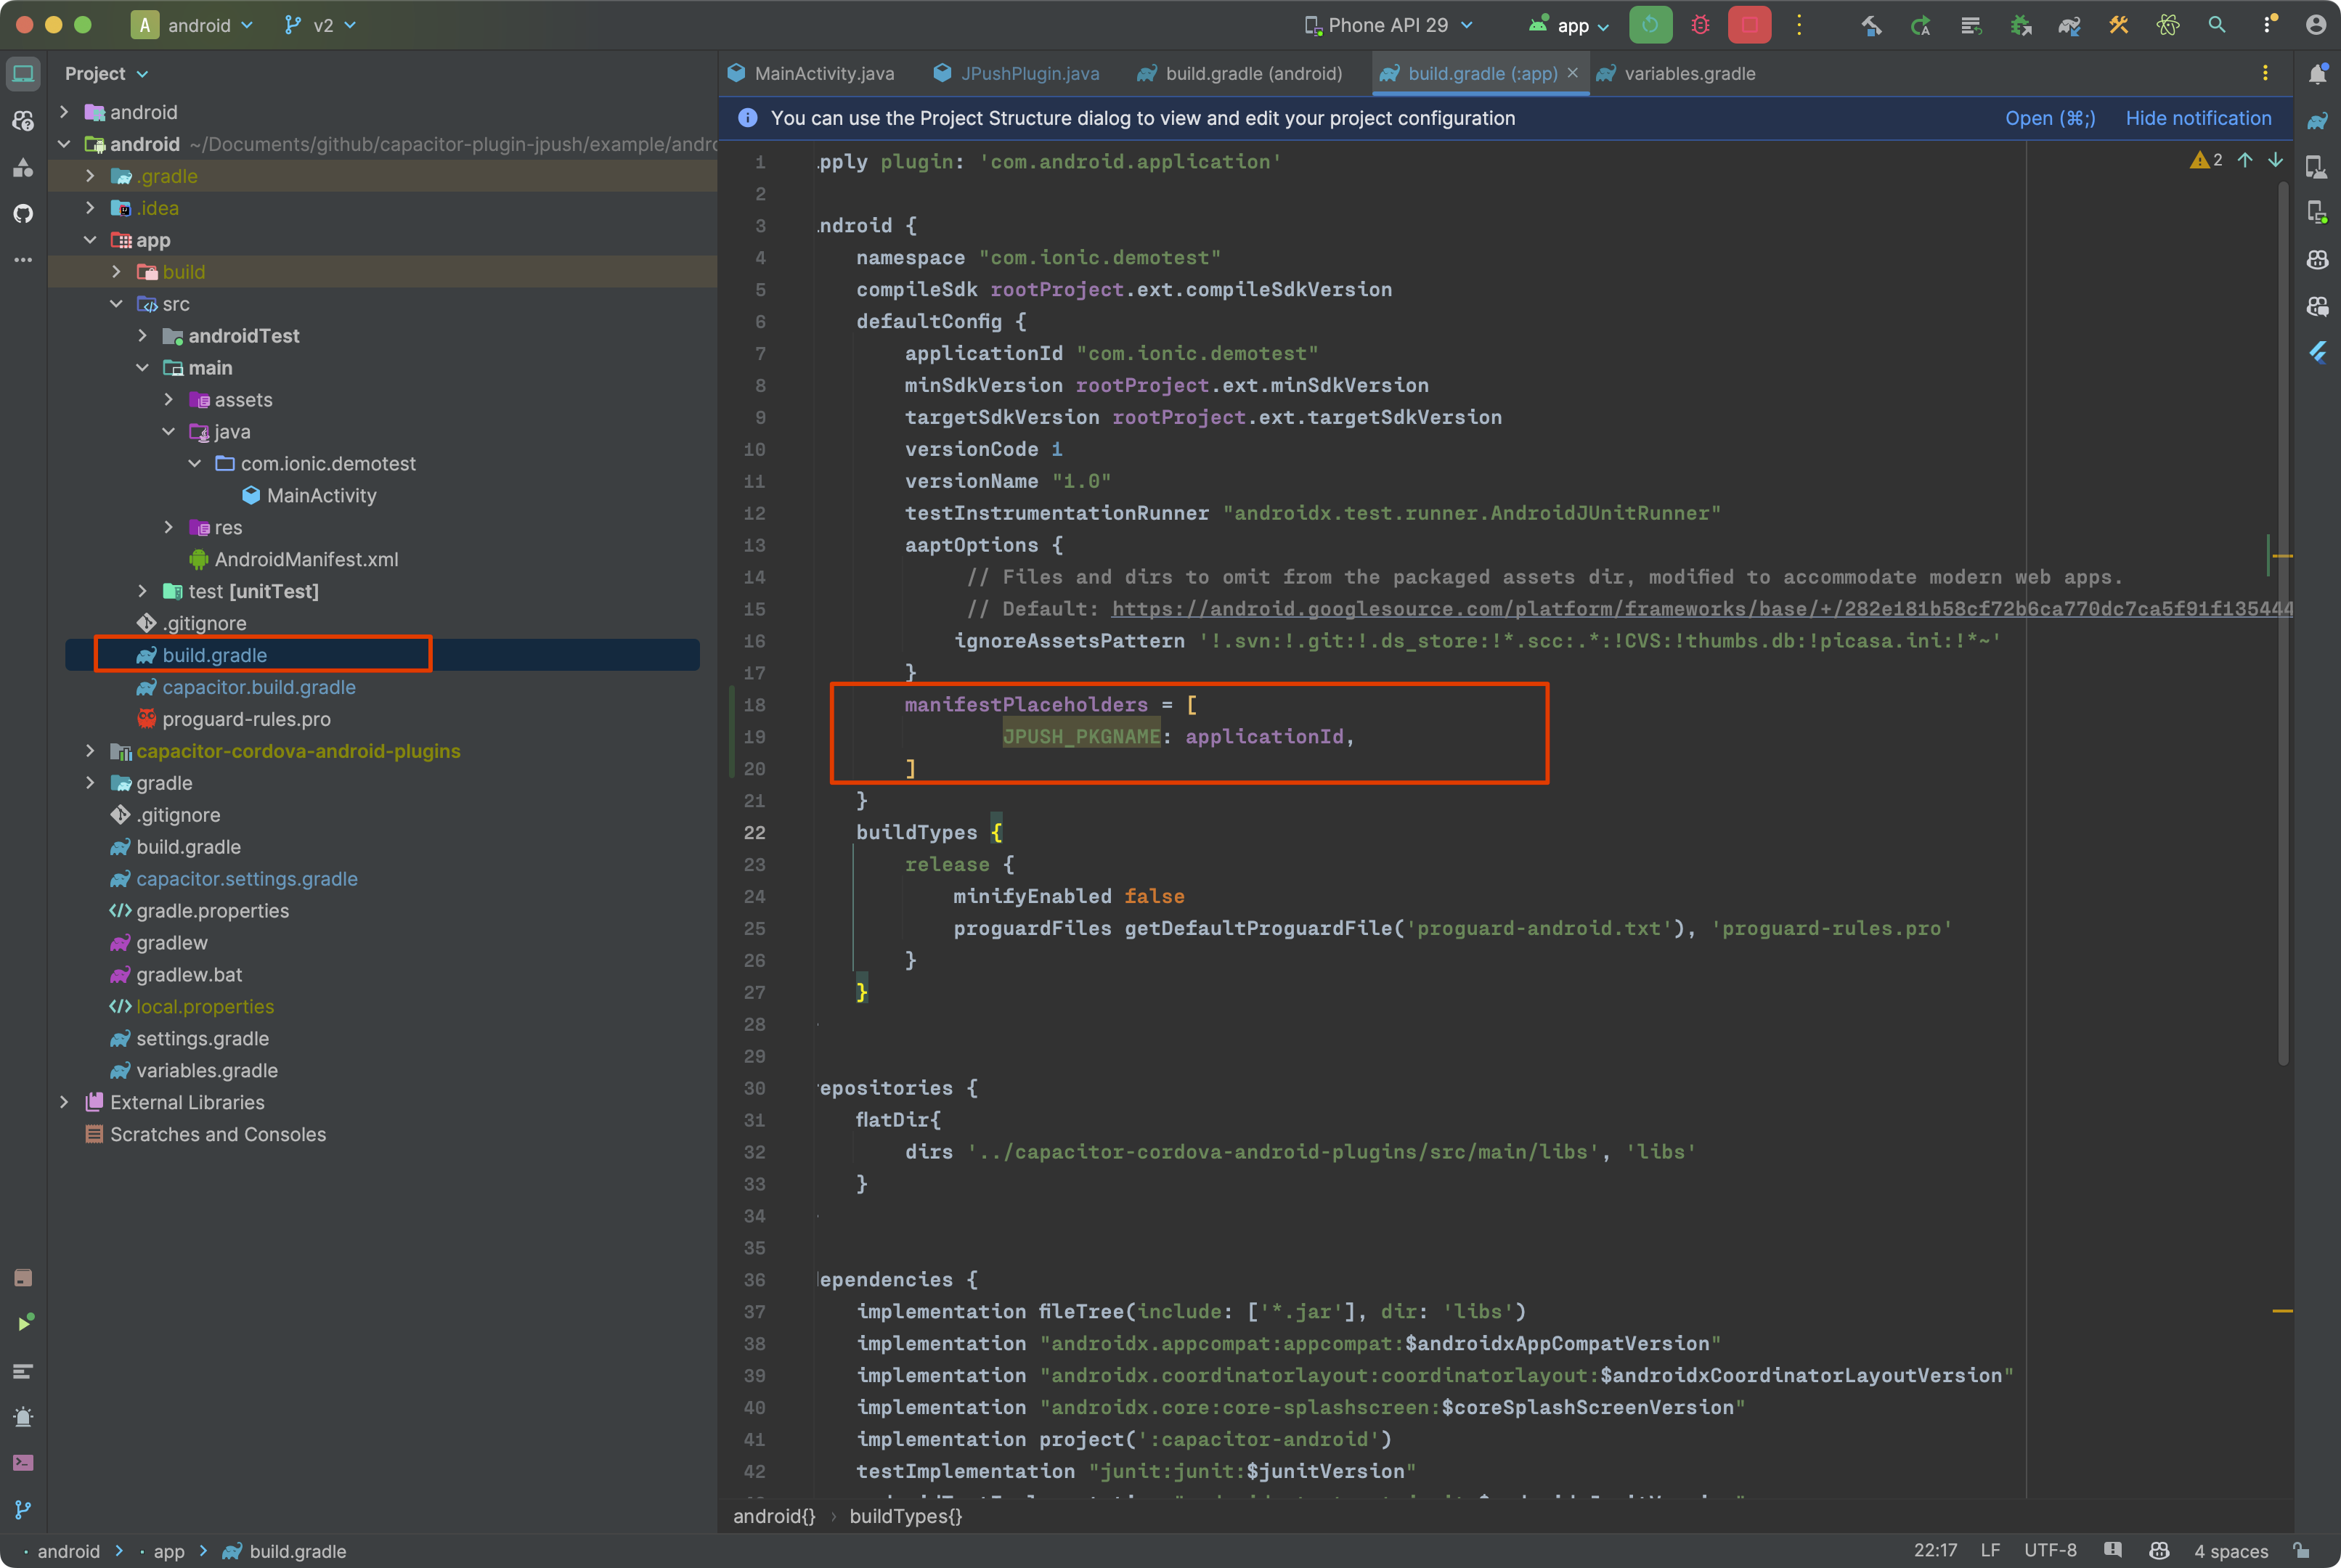 A android v2 Phone API 29 app
Project
android
android ~/Documents/github/capacitor-plugin-jpush/example/andro
.gradle
.idea
app
build
src
androidTest
main
assets
java
com.ionic.demotest
MainActivity
res
AndroidManifest.xml
test [unitTest]
.gitignore
build.gradle
capacitor.build.gradle
proguard-rules.pro
capacitor-cordova-android-plugins
gradle
.gitignore
build.gradle
capacitor.settings.gradle
gradle.properties
gradlew
gradlew.bat
local.properties
settings.gradle
variables.gradle
External Libraries
Scratches and Consoles
MainActivity.java JPushPlugin.java build.gradle (android) build.gradle (:app) variables.gradle
You can use the Project Structure dialog to view and edit your project configuration Open (⌘;) Hide notification
2
1 pply plugin: 'com.android.application'
2
3 ndroid {
4 namespace "com.ionic.demotest"
5 compileSdk rootProject.ext.compileSdkVersion
6 defaultConfig {
7 applicationId "com.ionic.demotest"
8 minSdkVersion rootProject.ext.minSdkVersion
9 targetSdkVersion rootProject.ext.targetSdkVersion
10 versionCode 1
11 versionName "1.0"
12 testInstrumentationRunner "androidx.test.runner.AndroidJUnitRunner"
13 aaptOptions {
14 // Files and dirs to omit from the packaged assets dir, modified to accommodate modern web apps.
15 // Default: https://android.googlesource.com/platform/frameworks/base/+/282e181b58cf72b6ca770dc7ca5f91f135444
16 ignoreAssetsPattern '!.svn:!.git:!.ds_store:!*.scc:.*:!CVS:!thumbs.db:!picasa.ini:!*~'
17 }
18 manifestPlaceholders = [
19 JPUSH_PKGNAME: applicationId,
20 ]
21 }
22 buildTypes {
23 release {
24 minifyEnabled false
25 proguardFiles getDefaultProguardFile('proguard-android.txt'), 'proguard-rules.pro'
26 }
27 }
28
29
30 epositories {
31 flatDir{
32 dirs '../capacitor-cordova-android-plugins/src/main/libs', 'libs'
33 }
34
35
36 ependencies {
37 implementation fileTree(include: ['*.jar'], dir: 'libs')
38 implementation "androidx.appcompat:appcompat:$androidxAppCompatVersion"
39 implementation "androidx.coordinatorlayout:coordinatorlayout:$androidxCoordinatorLayoutVersion"
40 implementation "androidx.core:core-splashscreen:$coreSplashScreenVersion"
41 implementation project(':capacitor-android')
42 testImplementation "junit:junit:$junitVersion"
android{} › buildTypes{}
android > app > build.gradle 22:17 LF UTF-8 4 spaces